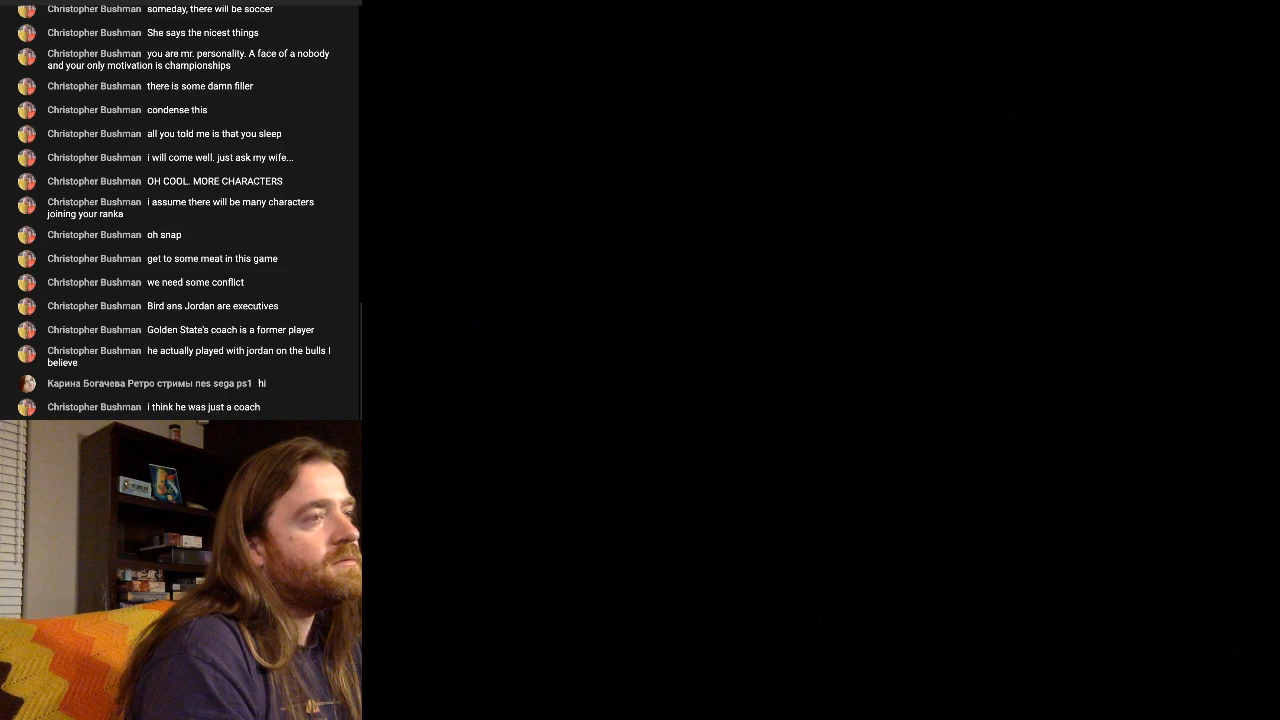 Christopher Bushman someday, there will be soccer
Christopher Bushman She says the nicest things
Christopher Bushman you are mr. personality. A face of a nobody
and your only motivation is championships
Christopher Bushman there is some damn filler
Christopher Bushman condense this
Christopher Bushman all you told me is that you sleep
Christopher Bushman i will come well. just ask my wife...
Christopher Bushman OH COOL. MORE CHARACTERS
Christopher Bushman i assume there will be many characters
joining your ranka
Christopher Bushman oh snap
Christopher Bushman get to some meat in this game
Christopher Bushman we need some conflict
Christopher Bushman Bird ans Jordan are executives
Christopher Bushman Golden State's coach is a former player
Christopher Bushman he actually played with jordan on the bulls I
believe
Карина Богачева Ретро стримы nes sega ps1 hi
Christopher Bushman i think he was just a coach